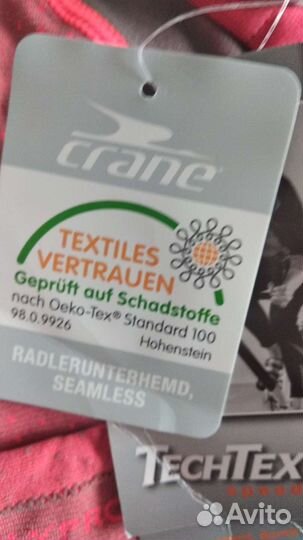 crane
TEXTILES
VERTRAUEN
Geprüft auf Schadstoffe
nach Oeko-Tex® Standard 100
98.0.9926 Hohenstein
RADLERUNTERHEMD,
SEAMLESS
TECHTEX
Avito